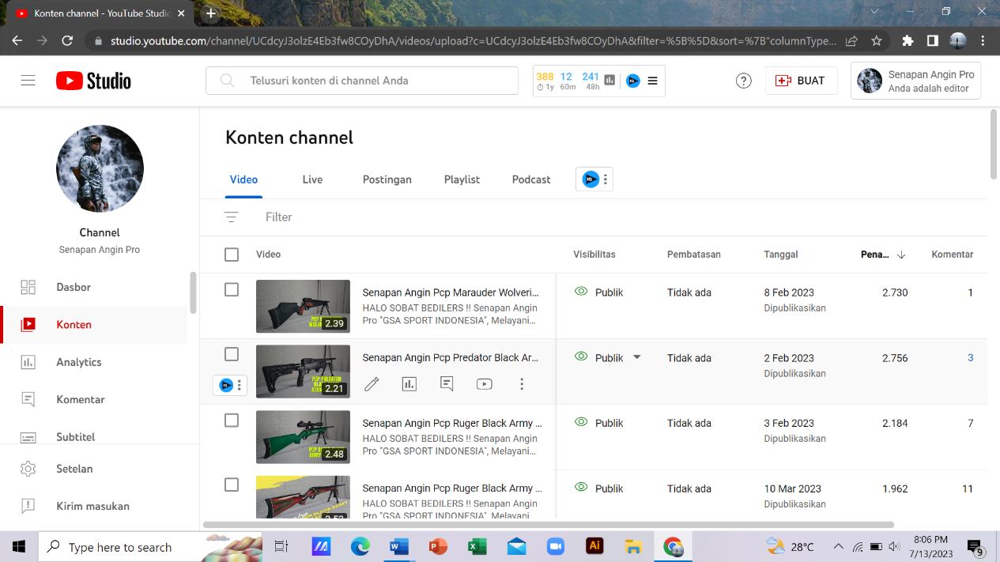 Konten channel - YouTube Studio
studio.youtube.com/channel/UCdcyJ3olzE4Eb3fw8COyDhA/videos/upload?c=UCdcyJ3olzE4Eb3fw8COyDhA&filter=%5B%5D&sort=%7B"columnType...
Studio
Telusuri konten di channel Anda
388 12 241
1y 60m 48h
BUAT
Senapan Angin Pro
Anda adalah editor
Channel
Senapan Angin Pro
Dasbor
Konten
Analytics
Komentar
Subtitel
Setelan
Kirim masukan
Konten channel
Video Live Postingan Playlist Podcast
Filter
Video Visibilitas Pembatasan Tanggal Pena... Komentar
Senapan Angin Pcp Marauder Wolveri... Publik Tidak ada 8 Feb 2023 2.730 1
HALO SOBAT BEDILERS !! Senapan Angin Dipublikasikan
Pro "GSA SPORT INDONESIA", Melayani...
2.39
Senapan Angin Pcp Predator Black Ar... Publik Tidak ada 2 Feb 2023 2.756 3
Dipublikasikan
PCP PREDATOR
2.21
Senapan Angin Pcp Ruger Black Army ... Publik Tidak ada 3 Feb 2023 2.184 7
HALO SOBAT BEDILERS !! Senapan Angin Dipublikasikan
Pro "GSA SPORT INDONESIA", Melayani...
2.48
Senapan Angin Pcp Ruger Black Army ... Publik Tidak ada 10 Mar 2023 1.962 11
HALO SOBAT BEDILERS !! Senapan Angin Dipublikasikan
Pro "GSA SPORT INDONESIA", Melayani...
Type here to search
28°C
8:06 PM
7/13/2023
9